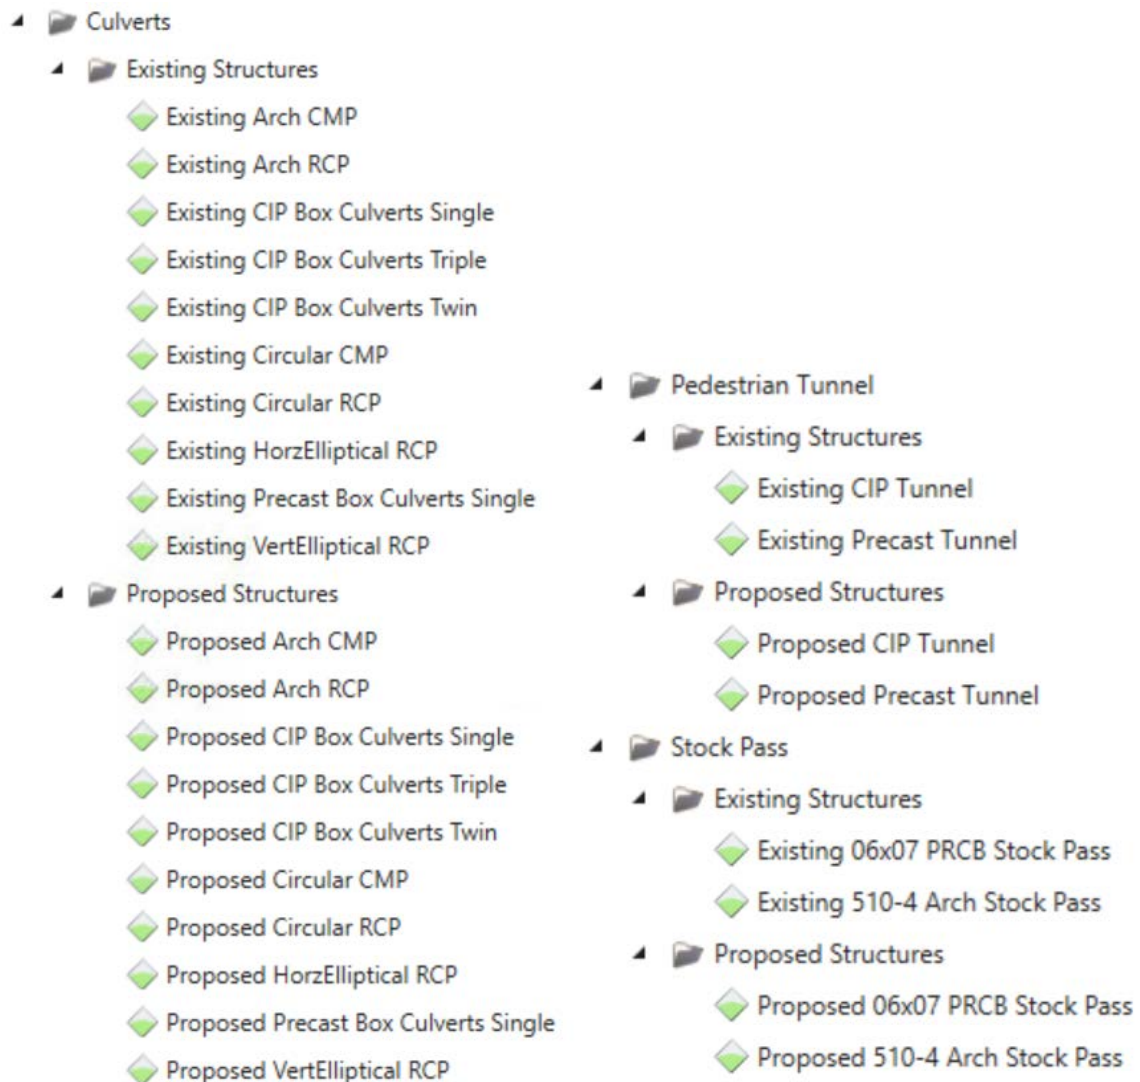 Culverts
Existing Structures
Existing Arch CMP
Existing Arch RCP
Existing CIP Box Culverts Single
Existing CIP Box Culverts Triple
Existing CIP Box Culverts Twin
Existing Circular CMP
Existing Circular RCP
Existing HorzElliptical RCP
Existing Precast Box Culverts Single
Existing VertElliptical RCP
Proposed Structures
Proposed Arch CMP
Proposed Arch RCP
Proposed CIP Box Culverts Single
Proposed CIP Box Culverts Triple
Proposed CIP Box Culverts Twin
Proposed Circular CMP
Proposed Circular RCP
Proposed HorzElliptical RCP
Proposed Precast Box Culverts Single
Proposed VertElliptical RCP
Pedestrian Tunnel
Existing Structures
Existing CIP Tunnel
Existing Precast Tunnel
Proposed Structures
Proposed CIP Tunnel
Proposed Precast Tunnel
Stock Pass
Existing Structures
Existing 06x07 PRCB Stock Pass
Existing 510-4 Arch Stock Pass
Proposed Structures
Proposed 06x07 PRCB Stock Pass
Proposed 510-4 Arch Stock Pass